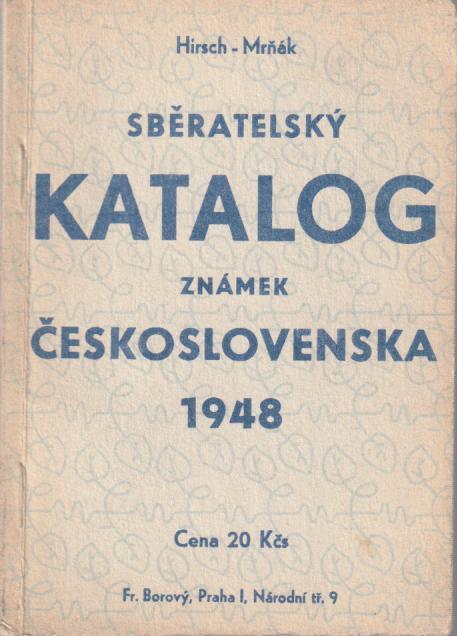 Hirsch - Mrňák
SBĚRATELSKÝ
KATALOG
ZNÁMEK
ČESKOSLOVENSKA
1948
Cena 20 Kčs
Fr. Borový, Praha I, Národní tř. 9